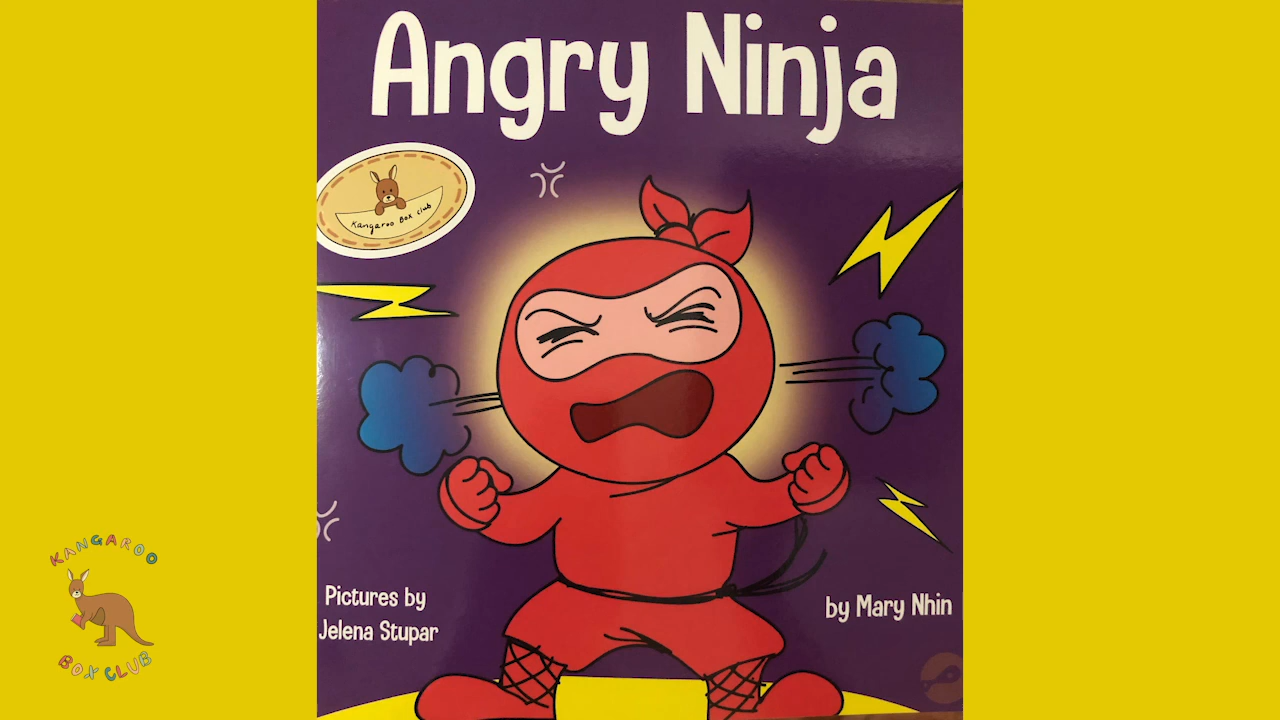 Angry Ninja
Kangaroo Box Club
Pictures by
Jelena Stupar
by Mary Nhin
KANGAROO
BOX CLUB